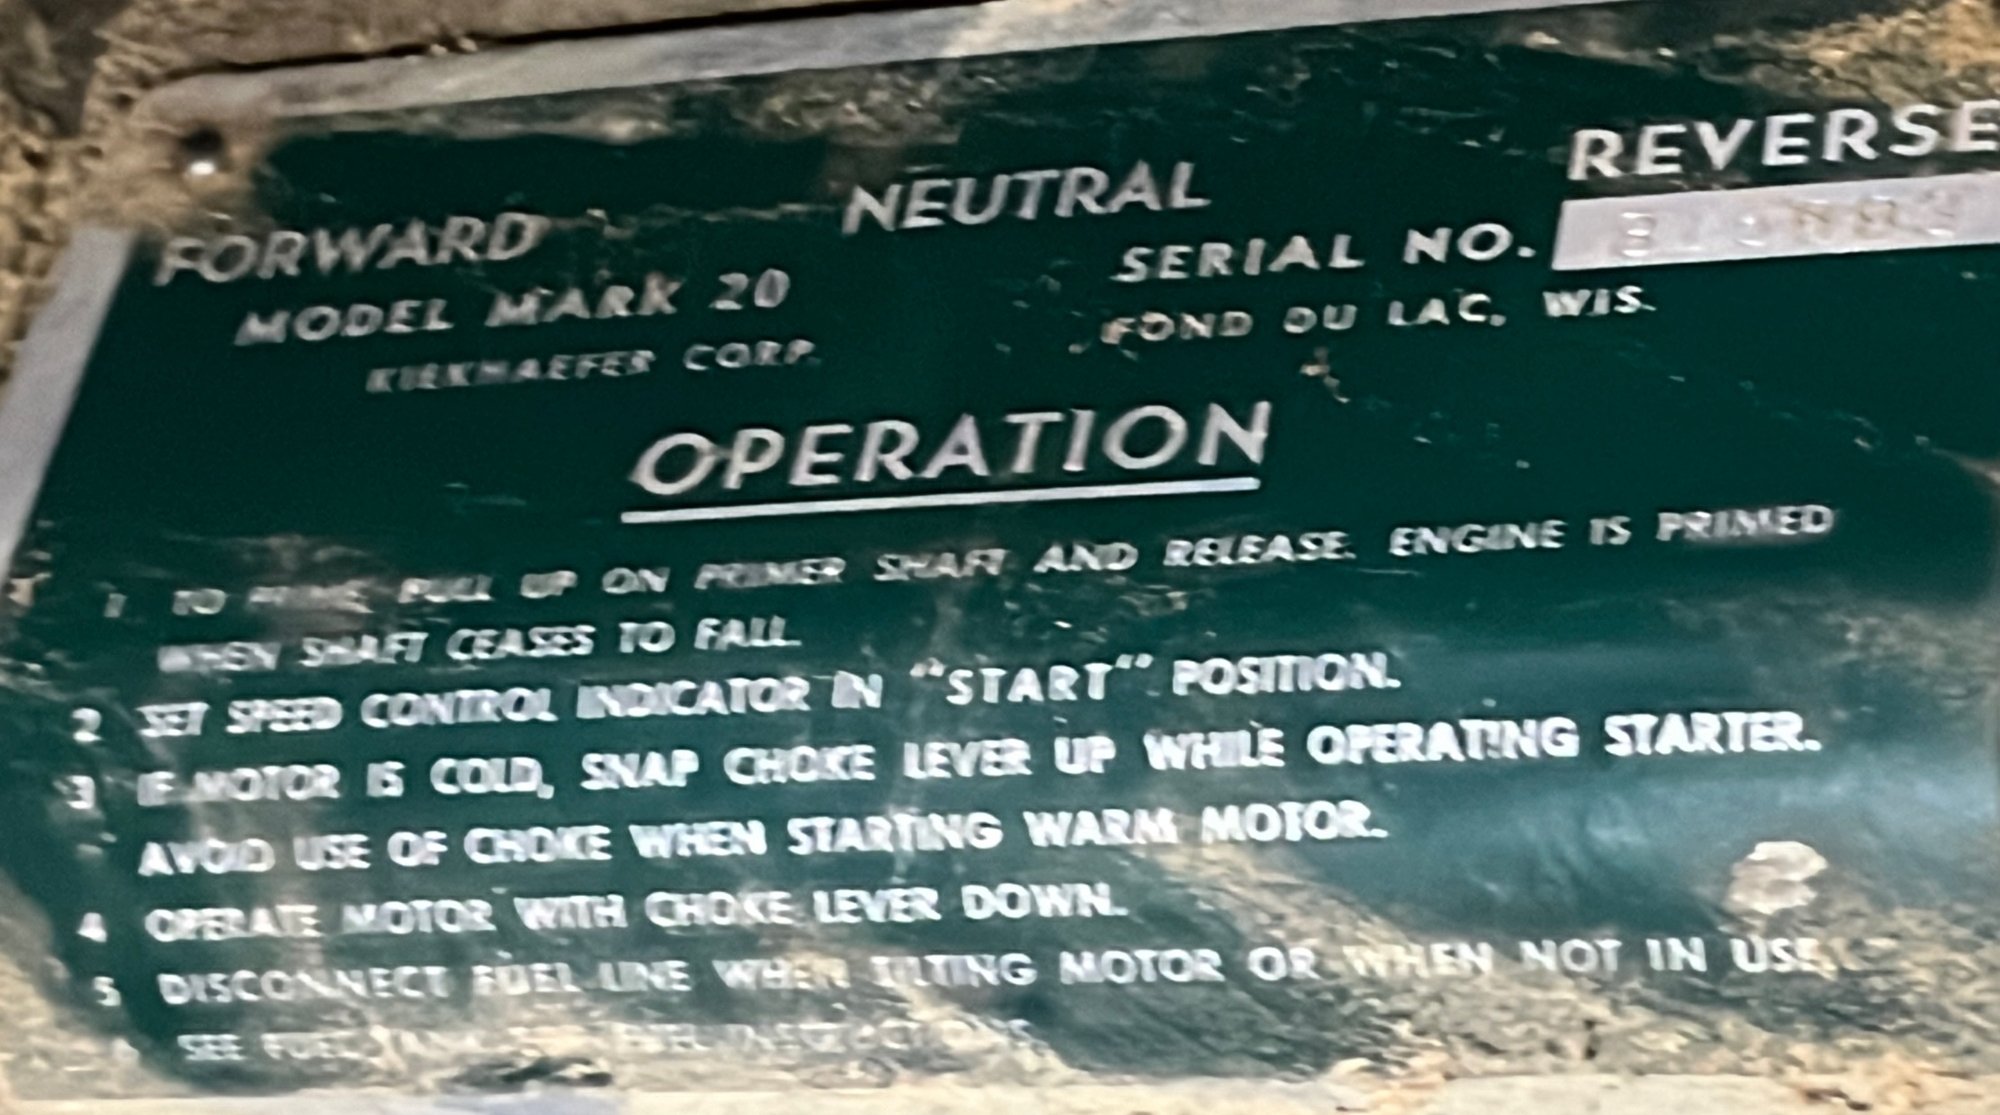 FORWARD NEUTRAL REVERSE
MODEL MARK 20 SERIAL NO.
KIEKHAEFER CORP. FOND DU LAC, WIS.
OPERATION
1 TO PRIME PULL UP ON PRIMER SHAFT AND RELEASE. ENGINE IS PRIMED
WHEN SHAFT CEASES TO FALL.
2 SET SPEED CONTROL INDICATOR IN "START" POSITION.
3 IF MOTOR IS COLD, SNAP CHOKE LEVER UP WHILE OPERATING STARTER.
AVOID USE OF CHOKE WHEN STARTING WARM MOTOR.
4 OPERATE MOTOR WITH CHOKE LEVER DOWN.
5 DISCONNECT FUEL LINE WHEN TILTING MOTOR OR WHEN NOT IN USE.
SEE FUEL INSTRUCTIONS.